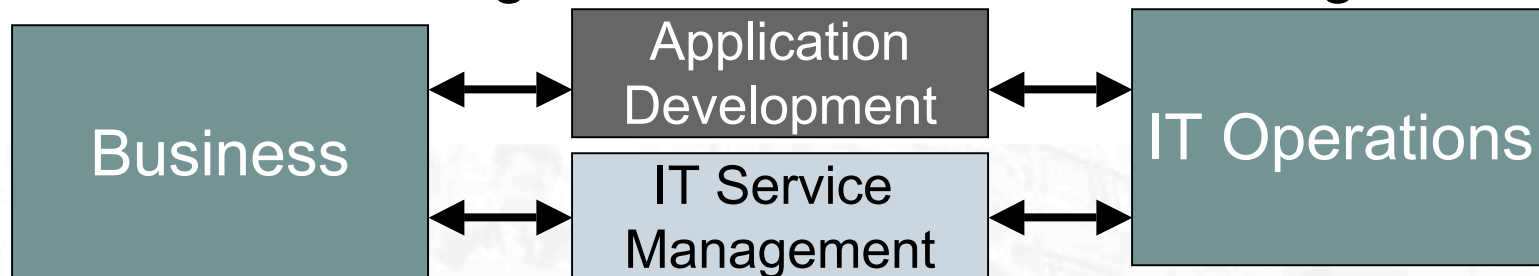 Business
Application
Development
IT Service
Management
IT Operations